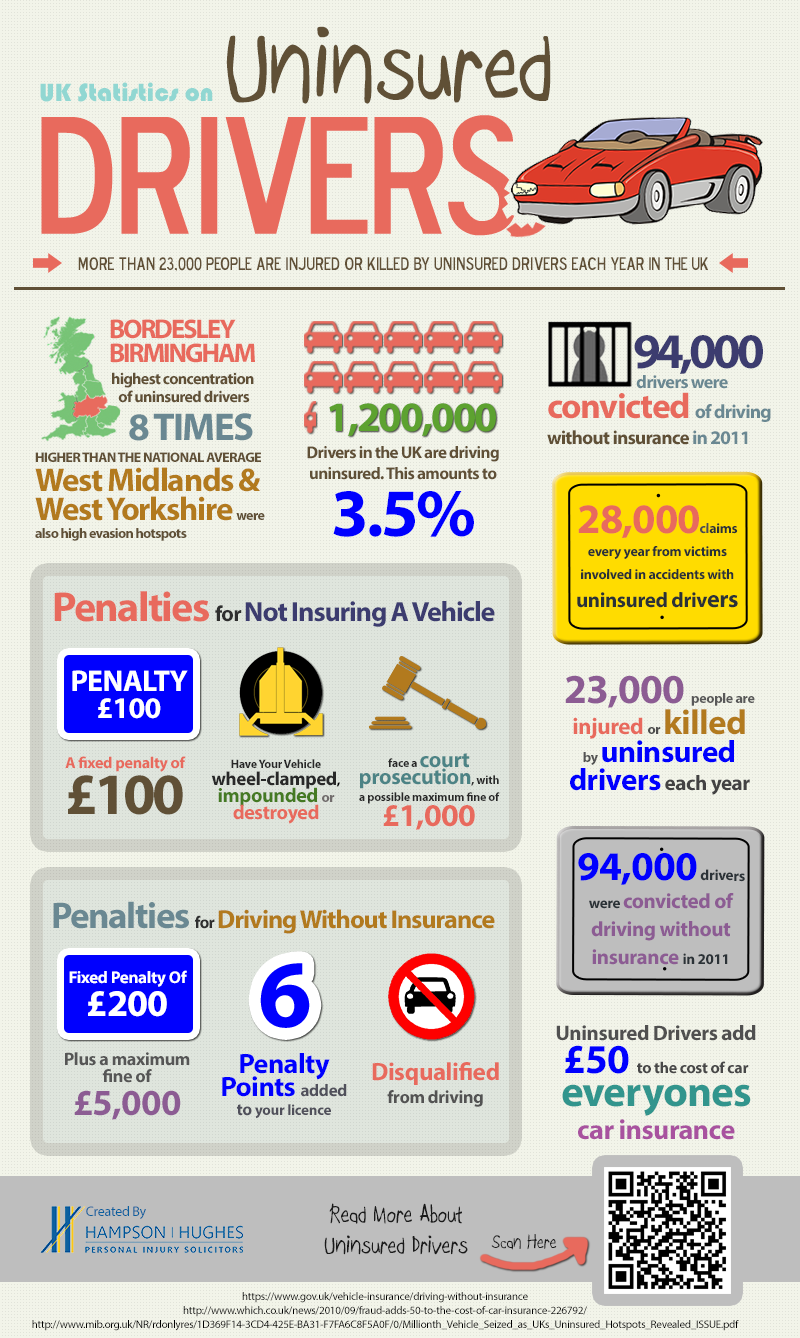 UK Statistics on Uninsured
DRIVERS
MORE THAN 23.000 PEOPLE ARE INJURED OR KILLED BY UNINSURED DRIVERS EACH YEAR IN THE UK
BORDESLEY
BIRMINGHAM
highest concentration
of uninsured drivers
8 TIMES
HIGHER THAN THE NATIONAL AVERAGE
West Midlands &
West Yorkshire were
also high evasion hotspots
1,200,000
Drivers in the UK are driving
uninsured. This amounts to
3.5%
94,000
drivers were
convicted of driving
without insurance in 2011
28,000 claims
every year from victims
involved in accidents with
uninsured drivers
23,000 people are
injured or killed
by uninsured
drivers each year
94,000 drivers
were convicted of
driving without
insurance in 2011
Uninsured Drivers add
£50 to the cost of car
everyones
car insurance
Penalties for Not Insuring A Vehicle
PENALTY
£100
A fixed penalty of
£100
Have Your Vehicle
wheel-clamped,
impounded or
destroyed
face a court
prosecution, with
a possible maximum fine of
£1,000
Penalties for Driving Without Insurance
Fixed Penalty Of
£200
Plus a maximum
fine of
£5,000
6
Penalty
Points added
to your licence
Disqualified
from driving
Created By
HAMPSON | HUGHES
PERSONAL INJURY SOLICITORS
Read More About
Uninsured Drivers
Scan Here
https://www.gov.uk/vehicle-insurance/driving-without-insurance
http://www.which.co.uk/news/2010/09/fraud-adds-50-to-the-cost-of-car-insurance-226792/
http://www.mib.org.uk/NR/rdonlyres/1D369F14-3CD4-425E-BA31-F7FA6C8F5A0F/0/Millionth_Vehicle_Seized_as_UKs_Uninsured_Hotspots_Revealed_ISSUE.pdf